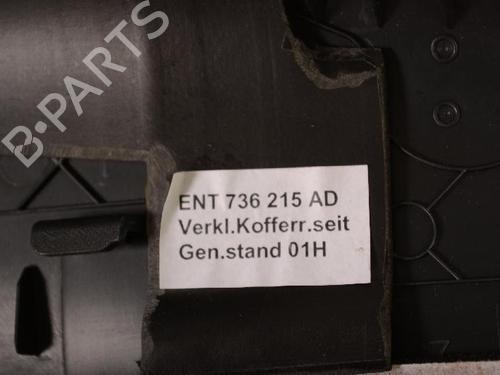 B-PARTS
ENT 736 215 AD
Verkl.Kofferr.seit
Gen.stand 01H